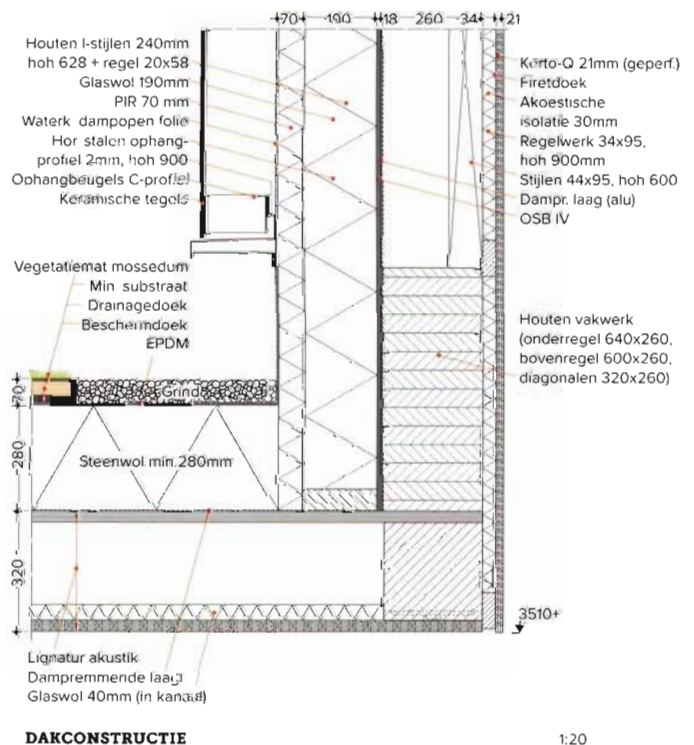 70 190 18 260 34 21
Houten I-stijlen 240mm
hoh 628 + regel 20x58
Glaswol 190mm
PIR 70 mm
Waterk dampopen folie
Hor stalen ophang-
profiel 2mm, hoh 900
Ophangbeugels C-profiel
Keramische tegels
Kerto-Q 21mm (geperf.)
Firetdoek
Akoestische
isolatie 30mm
Regelwerk 34x95,
hoh 900mm
Stijlen 44x95, hoh 600
Dampr. laag (alu)
OSB IV
Vegetatiemat mossedum
Min substraat
Drainagedoek
Beschermdoek
EPDM
Houten vakwerk
(onderregel 640x260,
bovenregel 600x260,
diagonalen 320x260)
70
Grind
280
Steenwol min.280mm
320
3510+
Lignatur akustik
Dampremmende laag
Glaswol 40mm (in kanaal)
DAKCONSTRUCTIE 1:20